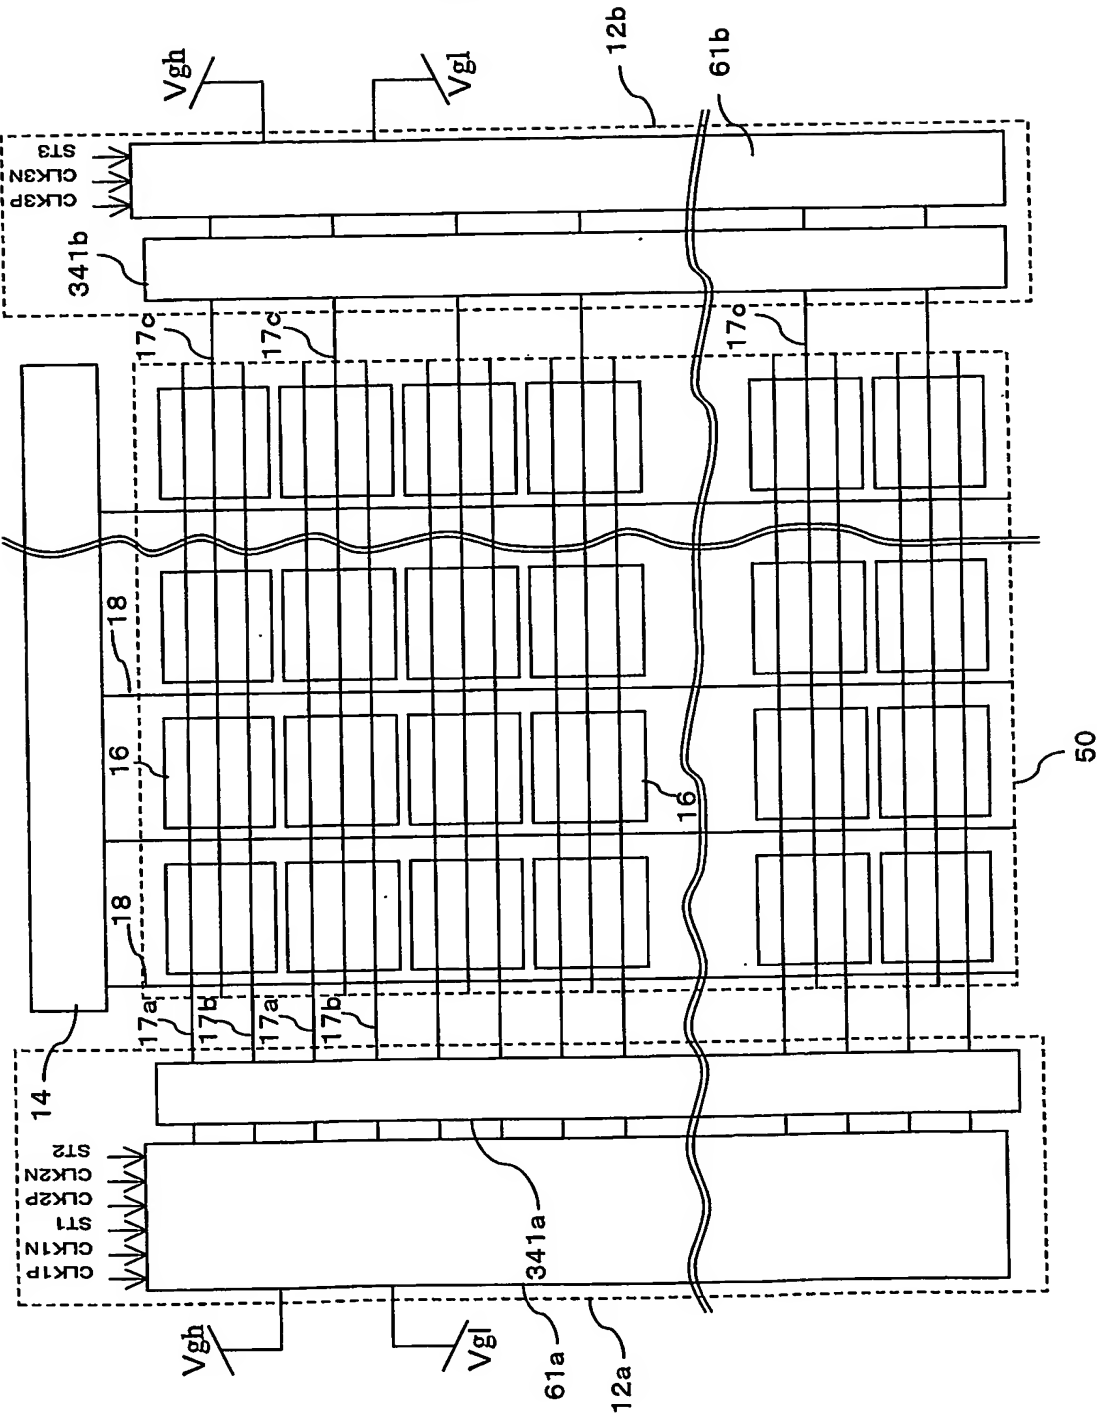 Vgh
Vgl
12b
61b
ST3
CLK3N
CLK3P
341b
17c
17c
17c
18
16
16
18
50
17a
17b
17a
17b
14
ST2
CLK2N
CLK2P
ST1
CLK1N
CLK1P
341a
Vgh
Vgl
61a
12a